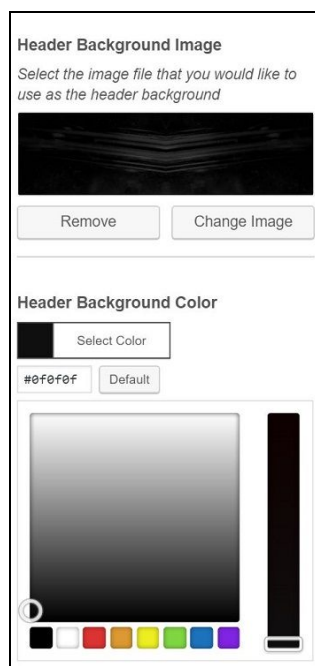 Header Background Image
Select the image file that you would like to
use as the header background
Remove
Change Image
Header Background Color
Select Color
#0f0f0f
Default